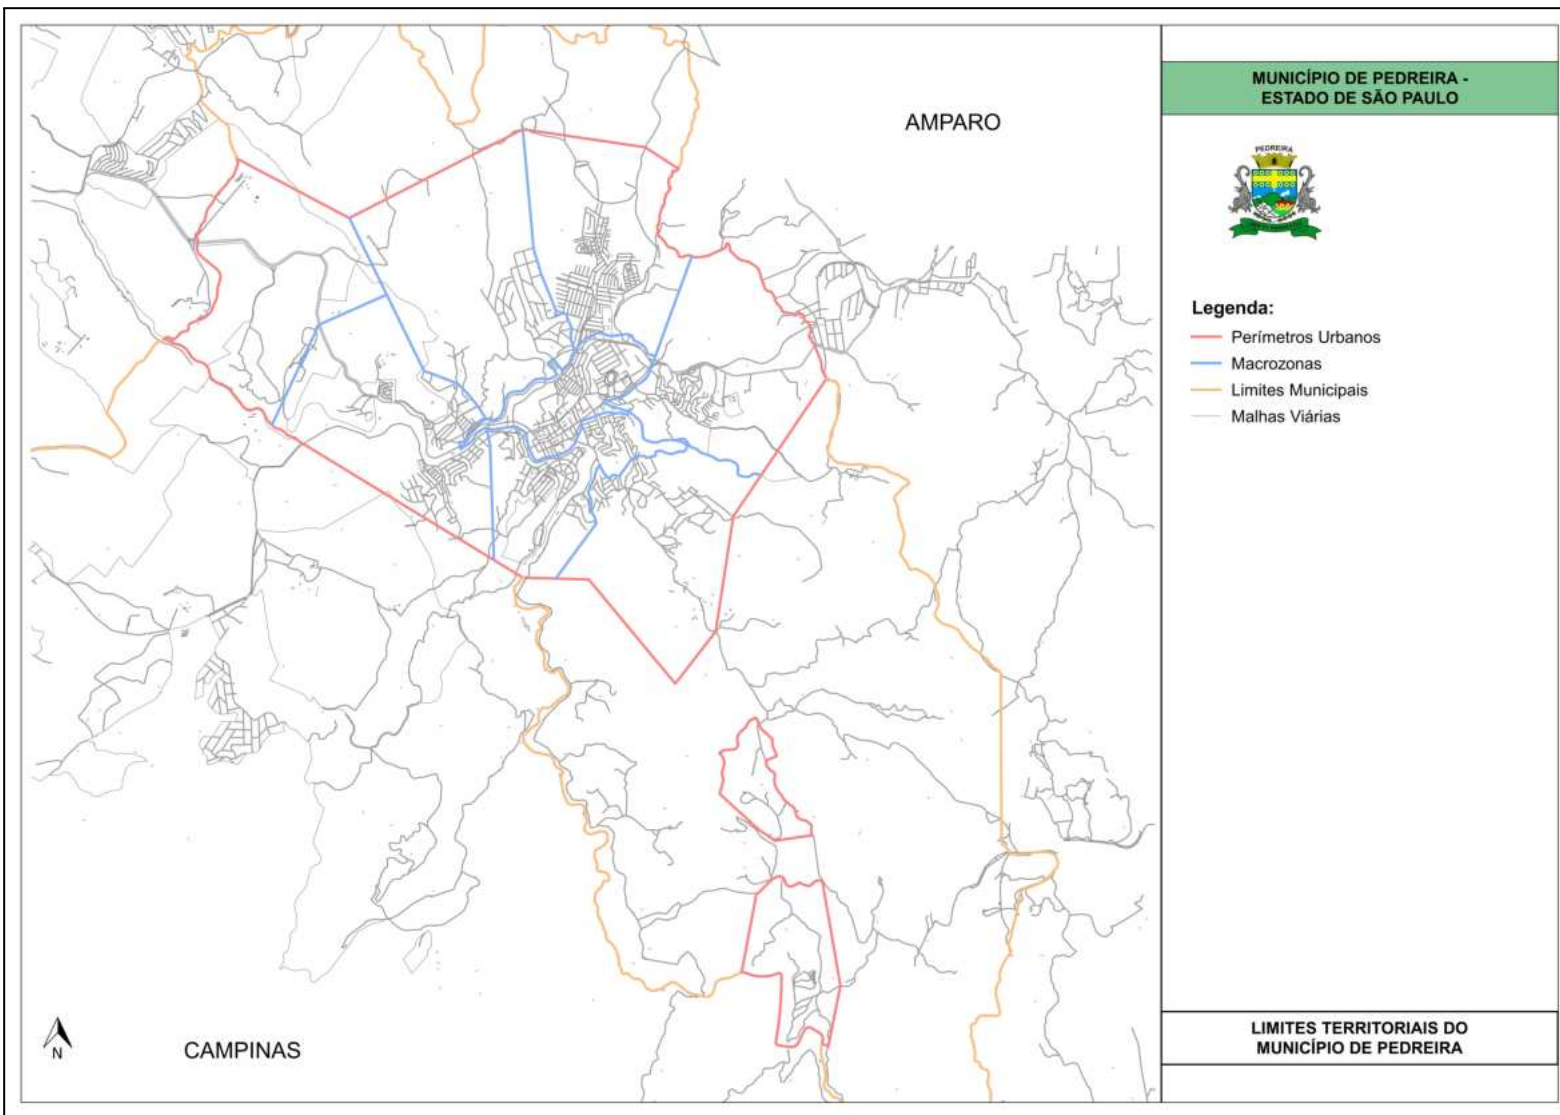 AMPARO
CAMPINAS
N
MUNICÍPIO DE PEDREIRA -
ESTADO DE SÃO PAULO
PEDREIRA
Legenda:
Perímetros Urbanos
Macrozonas
Limites Municipais
Malhas Viárias
LIMITES TERRITORIAIS DO
MUNICÍPIO DE PEDREIRA